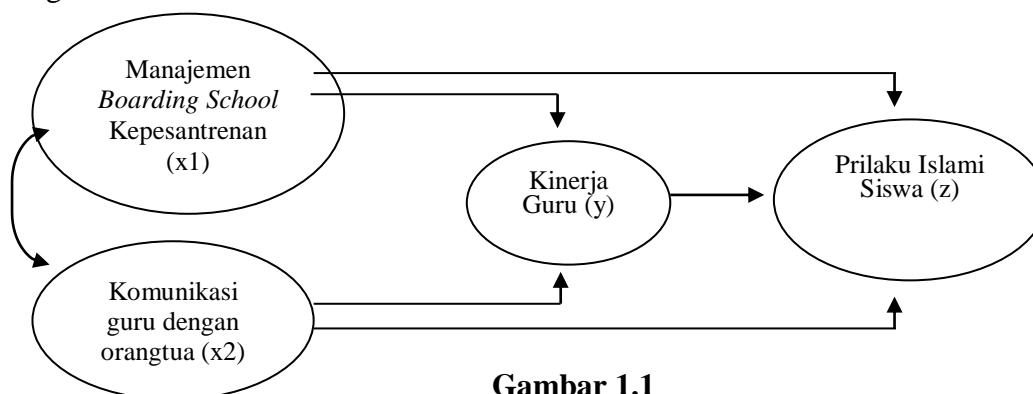 Manajemen
Boarding School
Kepesantrenan
(x1)
Kinerja
Guru (y)
Prilaku Islami
Siswa (z)
Komunikasi
guru dengan
orangtua (x2)
Gambar 1.1